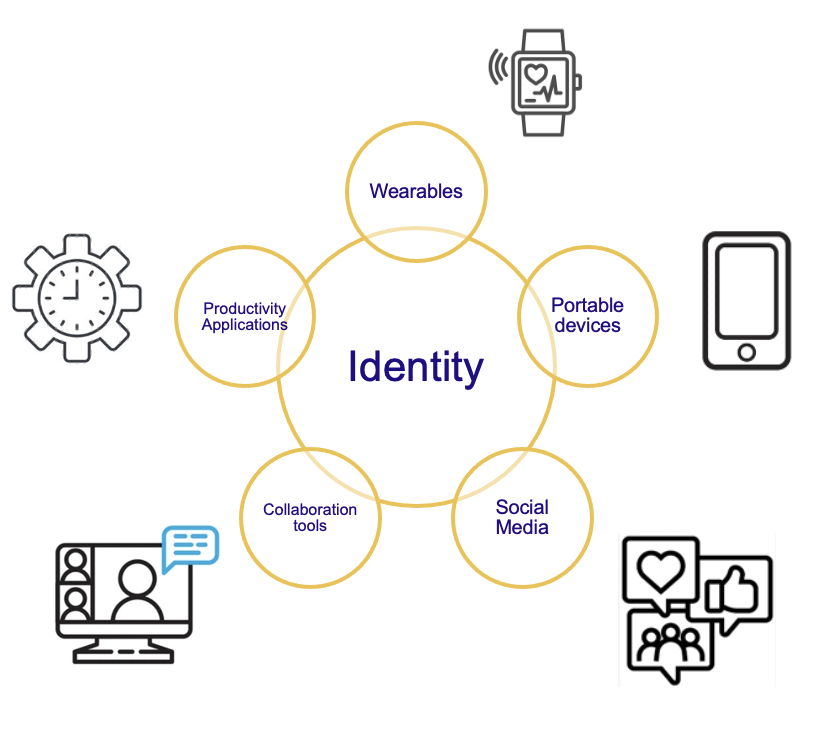 Wearables
Productivity
Applications
Portable
devices
Identity
Collaboration
tools
Social
Media